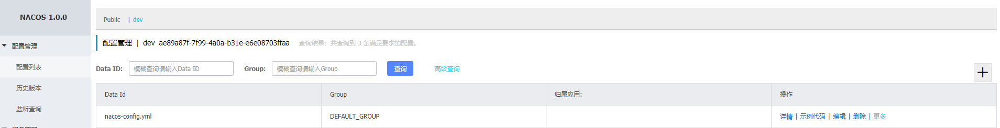 NACOS 1.0.0
Public | dev
配置管理
配置管理 | dev ae89a87f-7f99-4a0a-b31e-e6e08703ffaa 查询结果：共查询到 3 条满足要求的配置。
配置列表
Data ID: 模糊查询请输入Data ID Group: 模糊查询请输入Group 查询 高级查询
历史版本
监听查询
Data Id Group 归属应用: 操作
nacos-config.yml DEFAULT_GROUP 详情 | 示例代码 | 编辑 | 删除 | 更多